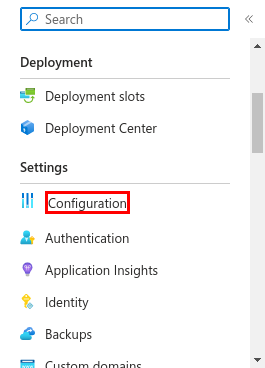 Search
Deployment
Deployment slots
Deployment Center
Settings
Configuration
Authentication
Application Insights
Identity
Backups
Custom domains